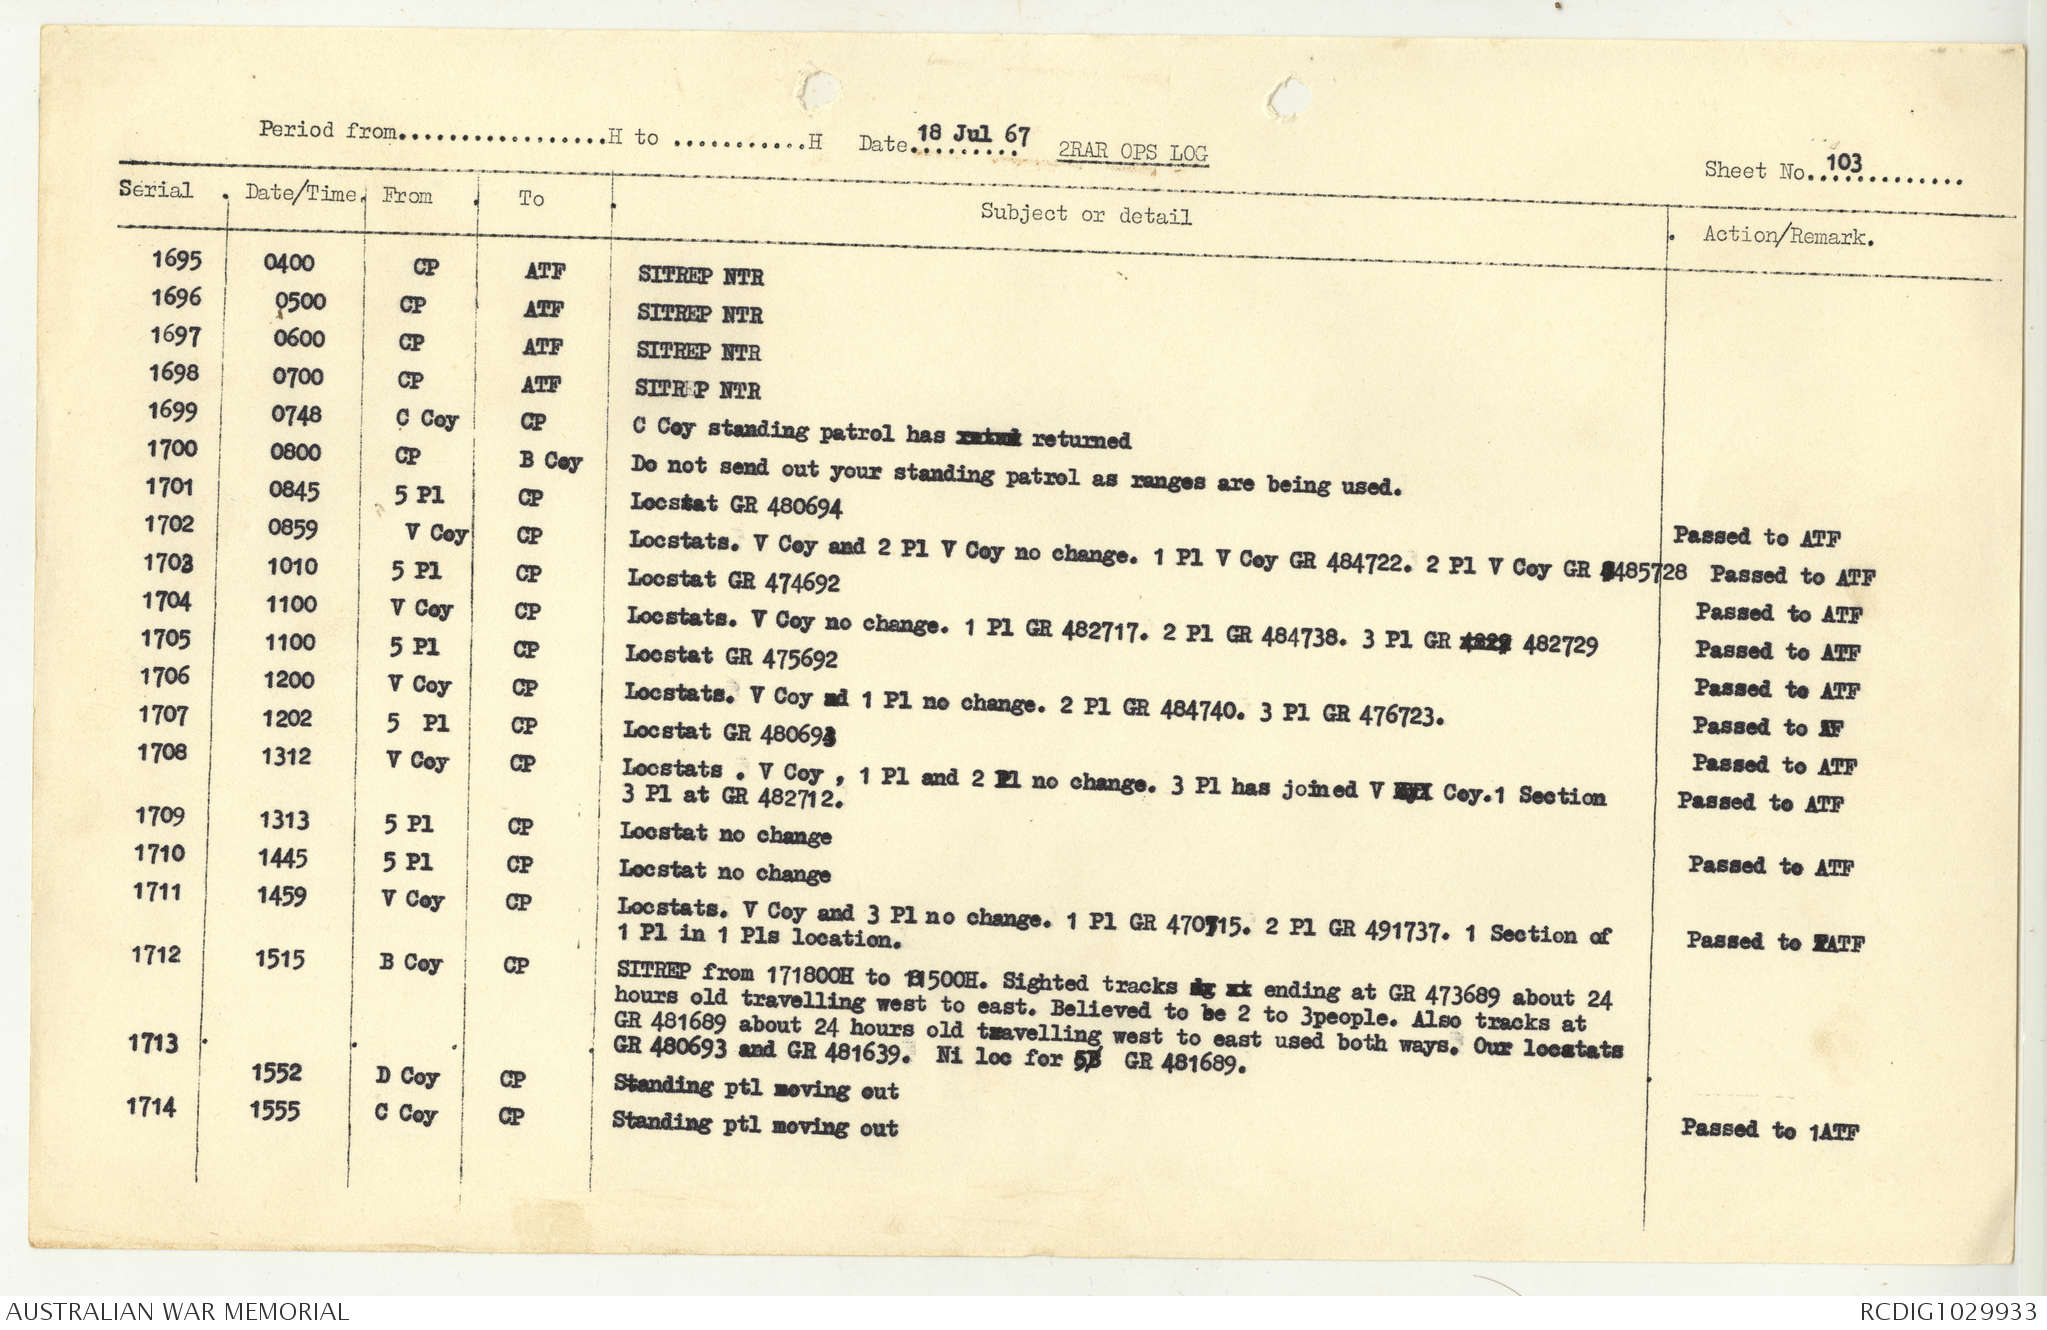 Period from.................H to ...........H Date 18 Jul 67 2RAR OPS LOG Sheet No. 103
Serial Date/Time. From To Subject or detail Action/Remark.
1695 0400 CP ATF SITREP NTR
1696 0500 CP ATF SITREP NTR
1697 0600 CP ATF SITREP NTR
1698 0700 CP ATF SITREP NTR
1699 0748 C Coy CP C Coy standing patrol has returned
1700 0800 CP B Coy Do not send out your standing patrol as ranges are being used.
1701 0845 5 Pl CP Locstat GR 480694 Passed to ATF
1702 0859 V Coy CP Locstats. V Coy and 2 Pl V Coy no change. 1 Pl V Coy GR 484722. 2 Pl V Coy GR 485728 Passed to ATF
1703 1010 5 Pl CP Locstat GR 474692 Passed to ATF
1704 1100 V Coy CP Locstats. V Coy no change. 1 Pl GR 482717. 2 Pl GR 484738. 3 Pl GR 482729 Passed to ATF
1705 1100 5 Pl CP Locstat GR 475692 Passed to ATF
1706 1200 V Coy CP Locstats. V Coy and 1 Pl no change. 2 Pl GR 484740. 3 Pl GR 476723. Passed to AF
1707 1202 5 Pl CP Locstat GR 480693 Passed to ATF
1708 1312 V Coy CP Locstats . V Coy , 1 Pl and 2 Pl no change. 3 Pl has joined V Coy.1 Section Passed to ATF
3 Pl at GR 482712.
1709 1313 5 Pl CP Locstat no change Passed to ATF
1710 1445 5 Pl CP Locstat no change
1711 1459 V Coy CP Locstats. V Coy and 3 Pl no change. 1 Pl GR 470715. 2 Pl GR 491737. 1 Section of Passed to ATF
1 Pl in 1 Pls location.
1712 1515 B Coy CP SITREP from 171800H to 181500H. Sighted tracks ending at GR 473689 about 24
hours old travelling west to east. Believed to be 2 to 3people. Also tracks at
GR 481689 about 24 hours old travelling west to east used both ways. Our locstats
1713 GR 480693 and GR 481639. Ni loc for GR 481689.
1552 D Coy CP Standing ptl moving out
1714 1555 C Coy CP Standing ptl moving out Passed to 1ATF
AUSTRALIAN WAR MEMORIAL RCDIG1029933